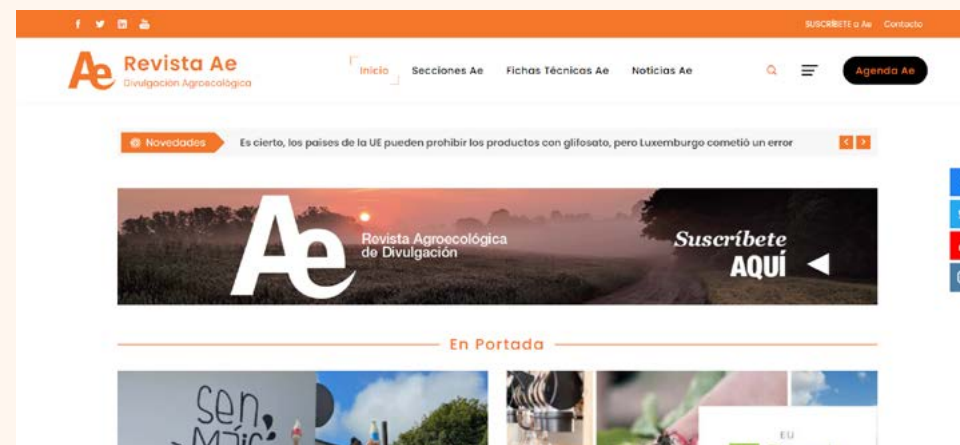 SUSCRÍBETE a Ae Contacto
Ae Revista Ae
Divulgación Agroecológica
Inicio Secciones Ae Fichas Técnicas Ae Noticias Ae Agenda Ae
@ Novedades Es cierto, los países de la UE pueden prohibir los productos con glifosato, pero Luxemburgo cometió un error
Ae Revista Agroecológica
de Divulgación
Suscríbete
AQUÍ
En Portada
sen
EU